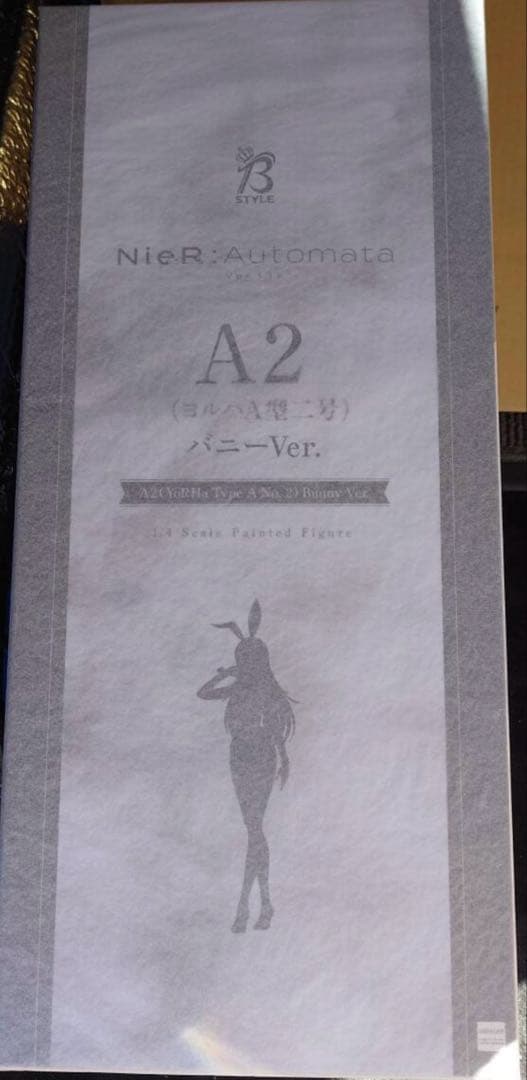 B
STYLE
NieR:Automata
Ver1.1a
A2
(ヨルハA型二号)
バニーVer.
A2 (YoRHa Type A No. 2) Bunny Ver.
1:4 Scale Painted Figure